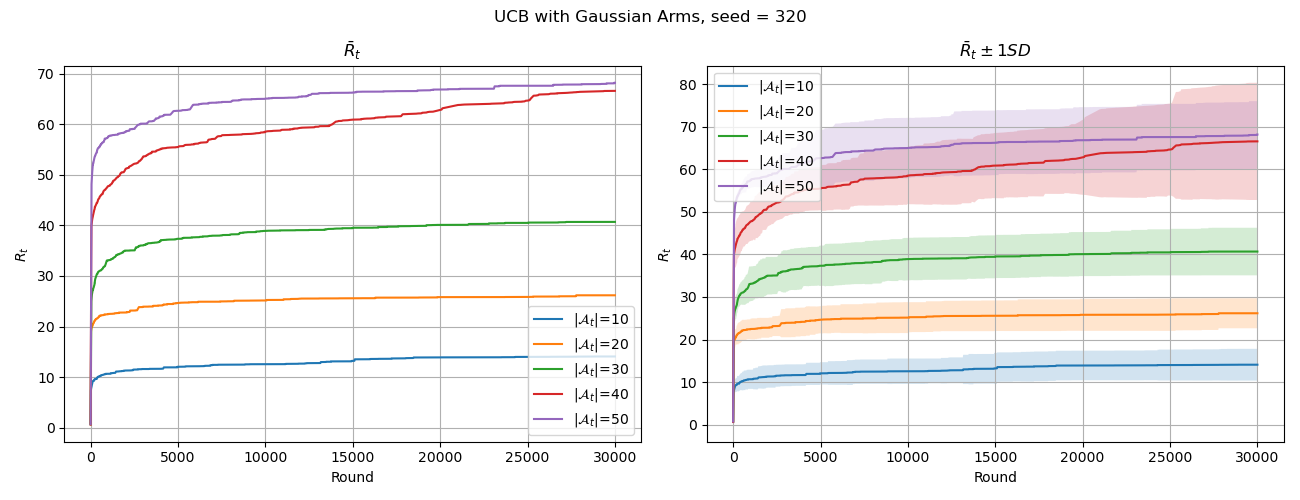 UCB with Gaussian Arms, seed = 320
R̄ₜ
70
60
50
40
30
20
10
0
Rₜ
0 5000 10000 15000 20000 25000 30000
Round
|𝒜ₜ|=10
|𝒜ₜ|=20
|𝒜ₜ|=30
|𝒜ₜ|=40
|𝒜ₜ|=50
R̄ₜ ± 1SD
80
70
60
50
40
30
20
10
0
Rₜ
0 5000 10000 15000 20000 25000 30000
Round
|𝒜ₜ|=10
|𝒜ₜ|=20
|𝒜ₜ|=30
|𝒜ₜ|=40
|𝒜ₜ|=50